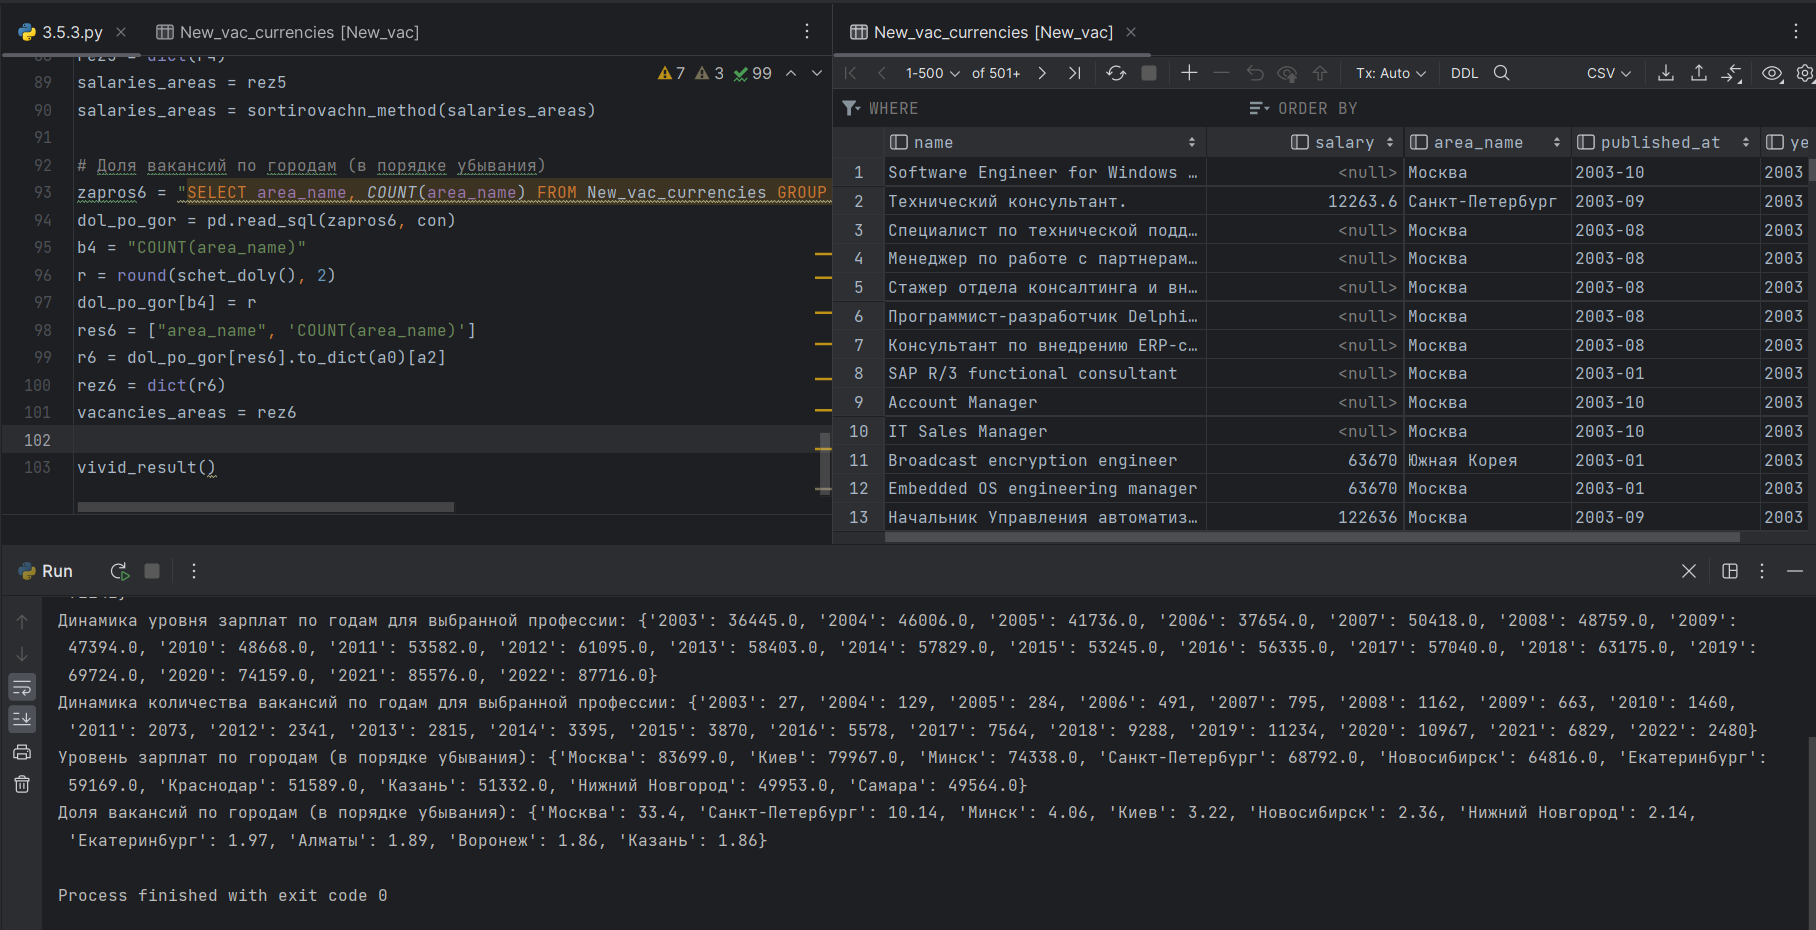 3.5.3.py
New_vac_currencies [New_vac]
New_vac_currencies [New_vac]
7 3 99
89 salaries_areas = rez5
90 salaries_areas = sortirovachn_method(salaries_areas)
91
92 # Доля вакансий по городам (в порядке убывания)
93 zapros6 = "SELECT area_name, COUNT(area_name) FROM New_vac_currencies GROUP
94 dol_po_gor = pd.read_sql(zapros6, con)
95 b4 = "COUNT(area_name)"
96 r = round(schet_doly(), 2)
97 dol_po_gor[b4] = r
98 res6 = ["area_name", 'COUNT(area_name)']
99 r6 = dol_po_gor[res6].to_dict(a0)[a2]
100 rez6 = dict(r6)
101 vacancies_areas = rez6
102
103 vivid_result()
1-500 of 501+ Tx: Auto DDL CSV
WHERE ORDER BY
name salary area_name published_at ye
1 Software Engineer for Windows … <null> Москва 2003-10 2003
2 Технический консультант. 12263.6 Санкт-Петербург 2003-09 2003
3 Специалист по технической подд… <null> Москва 2003-08 2003
4 Менеджер по работе с партнерам… <null> Москва 2003-08 2003
5 Стажер отдела консалтинга и вн… <null> Москва 2003-08 2003
6 Программист-разработчик Delphi… <null> Москва 2003-08 2003
7 Консультант по внедрению ERP-с… <null> Москва 2003-08 2003
8 SAP R/3 functional consultant <null> Москва 2003-01 2003
9 Account Manager <null> Москва 2003-10 2003
10 IT Sales Manager <null> Москва 2003-10 2003
11 Broadcast encryption engineer 63670 Южная Корея 2003-01 2003
12 Embedded OS engineering manager 63670 Москва 2003-01 2003
13 Начальник Управления автоматиз… 122636 Москва 2003-09 2003
Run
Динамика уровня зарплат по годам для выбранной профессии: {'2003': 36445.0, '2004': 46006.0, '2005': 41736.0, '2006': 37654.0, '2007': 50418.0, '2008': 48759.0, '2009':
47394.0, '2010': 48668.0, '2011': 53582.0, '2012': 61095.0, '2013': 58403.0, '2014': 57829.0, '2015': 53245.0, '2016': 56335.0, '2017': 57040.0, '2018': 63175.0, '2019':
69724.0, '2020': 74159.0, '2021': 85576.0, '2022': 87716.0}
Динамика количества вакансий по годам для выбранной профессии: {'2003': 27, '2004': 129, '2005': 284, '2006': 491, '2007': 795, '2008': 1162, '2009': 663, '2010': 1460,
'2011': 2073, '2012': 2341, '2013': 2815, '2014': 3395, '2015': 3870, '2016': 5578, '2017': 7564, '2018': 9288, '2019': 11234, '2020': 10967, '2021': 6829, '2022': 2480}
Уровень зарплат по городам (в порядке убывания): {'Москва': 83699.0, 'Киев': 79967.0, 'Минск': 74338.0, 'Санкт-Петербург': 68792.0, 'Новосибирск': 64816.0, 'Екатеринбург':
59169.0, 'Краснодар': 51589.0, 'Казань': 51332.0, 'Нижний Новгород': 49953.0, 'Самара': 49564.0}
Доля вакансий по городам (в порядке убывания): {'Москва': 33.4, 'Санкт-Петербург': 10.14, 'Минск': 4.06, 'Киев': 3.22, 'Новосибирск': 2.36, 'Нижний Новгород': 2.14,
'Екатеринбург': 1.97, 'Алматы': 1.89, 'Воронеж': 1.86, 'Казань': 1.86}
Process finished with exit code 0